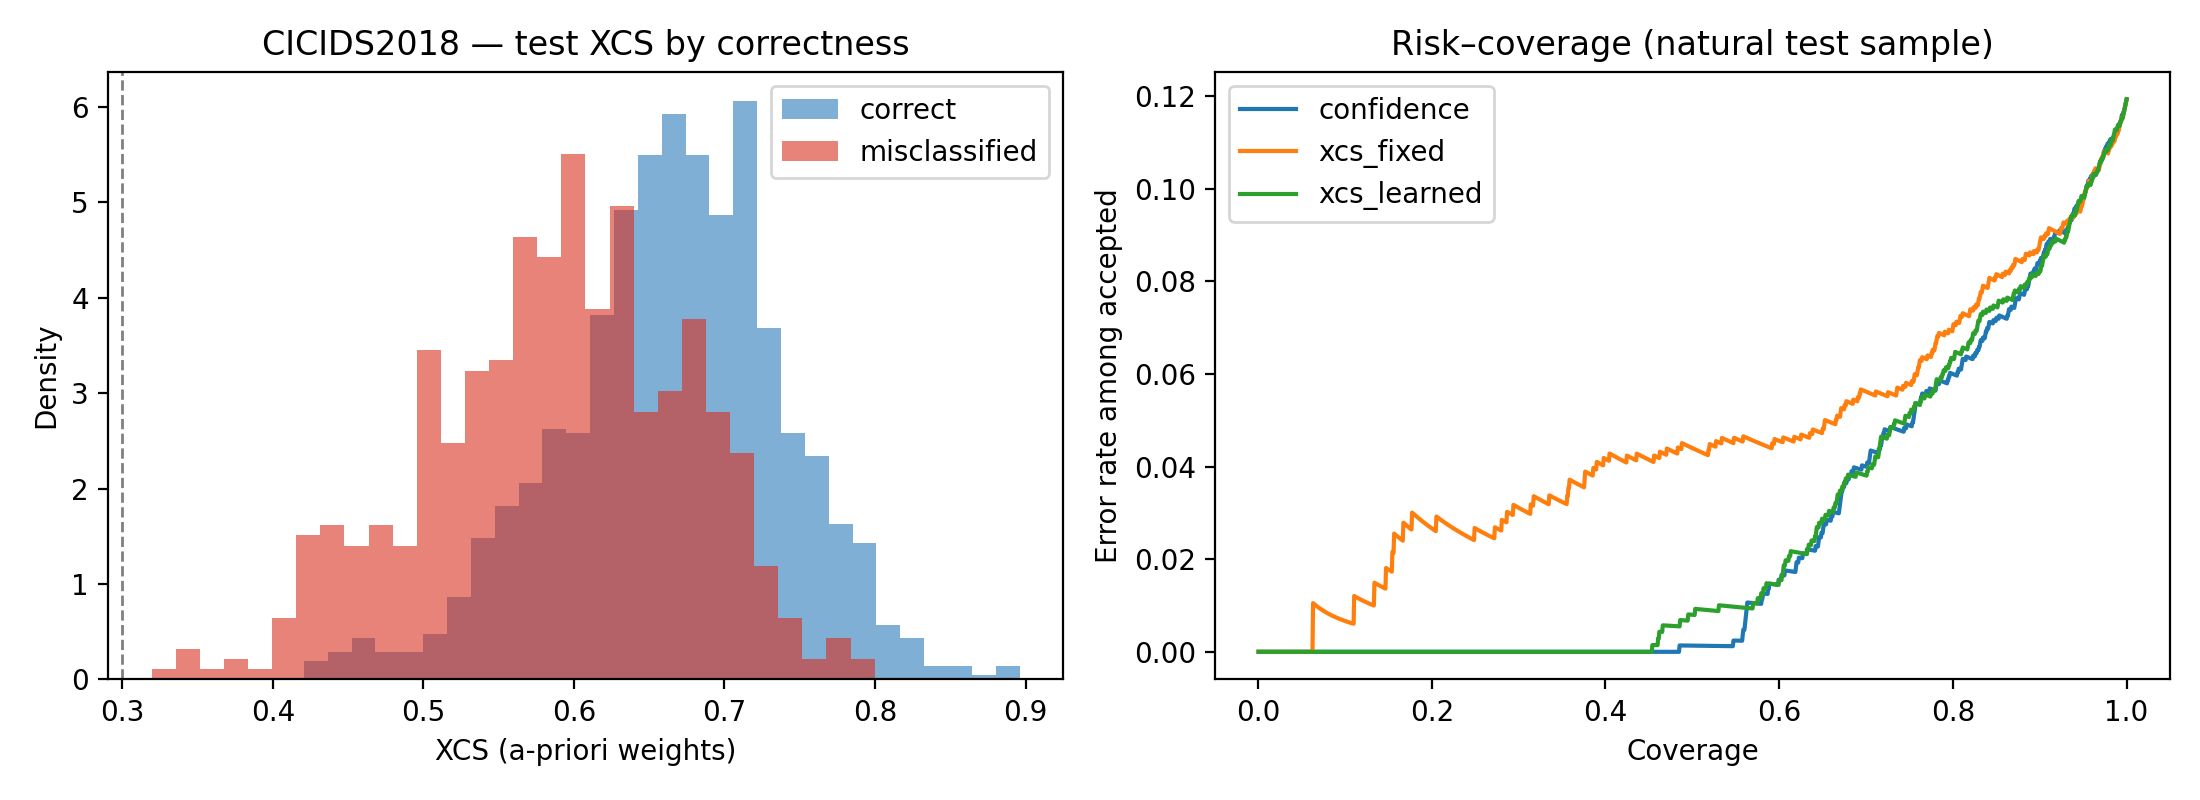 CICIDS2018 — test XCS by correctness
correct
misclassified
6
5
4
3
2
1
0
Density
0.3 0.4 0.5 0.6 0.7 0.8 0.9
XCS (a-priori weights)
Risk–coverage (natural test sample)
confidence
xcs_fixed
xcs_learned
0.12
0.10
0.08
0.06
0.04
0.02
0.00
Error rate among accepted
0.0 0.2 0.4 0.6 0.8 1.0
Coverage